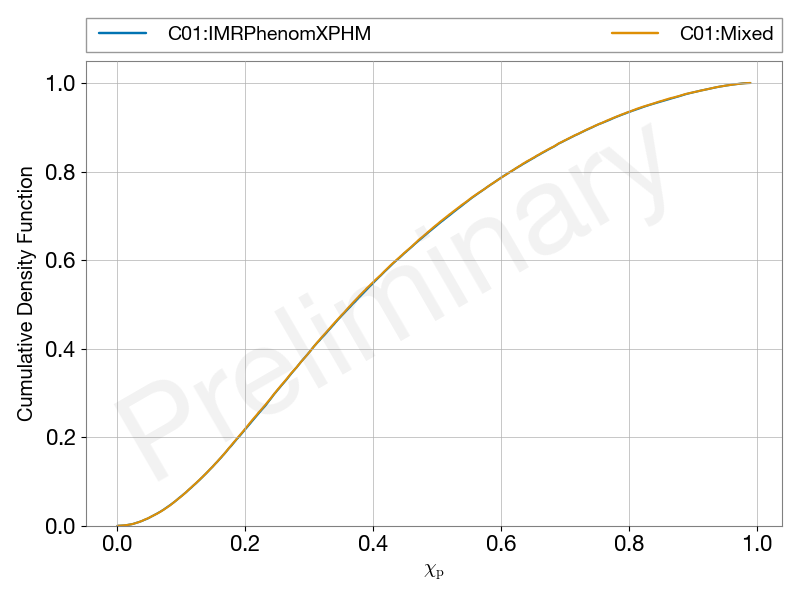 C01:IMRPhenomXPHM C01:Mixed
1.0
0.8
0.6
0.4
0.2
0.0
Cumulative Density Function
Preliminary
0.0 0.2 0.4 0.6 0.8 1.0
χp